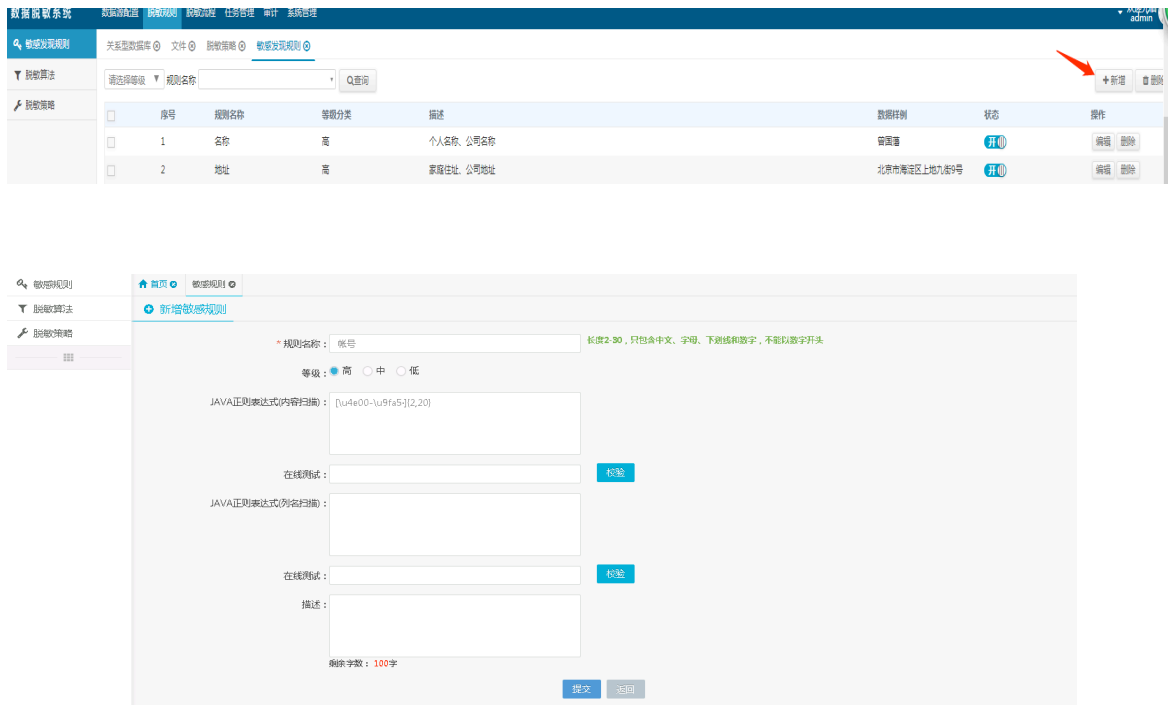 数据脱敏系统 数据源配置 脱敏规则 脱敏流程 任务管理 审计 系统管理
admin
敏感发现规则 关系型数据库 文件 脱敏策略 敏感发现规则
脱敏算法 请选择等级 规则名称 查询 +新增 删除
脱敏策略 序号 规则名称 等级分类 描述 数据样例 状态 操作
1 名称 高 个人名称、公司名称 曾国藩 开 编辑 删除
2 地址 高 家庭住址、公司地址 北京市海淀区上地九街9号 开 编辑 删除
敏感规则 首页 敏感规则
脱敏算法 新增敏感规则
脱敏策略
* 规则名称： 帐号 长度2-30，只包含中文、字母、下划线和数字，不能以数字开头
等级： 高 中 低
JAVA正则表达式(内容扫描)： [\u4e00-\u9fa5·]{2,20}
在线测试： 校验
JAVA正则表达式(列名扫描)：
在线测试： 校验
描述：
剩余字数：100字
提交 返回